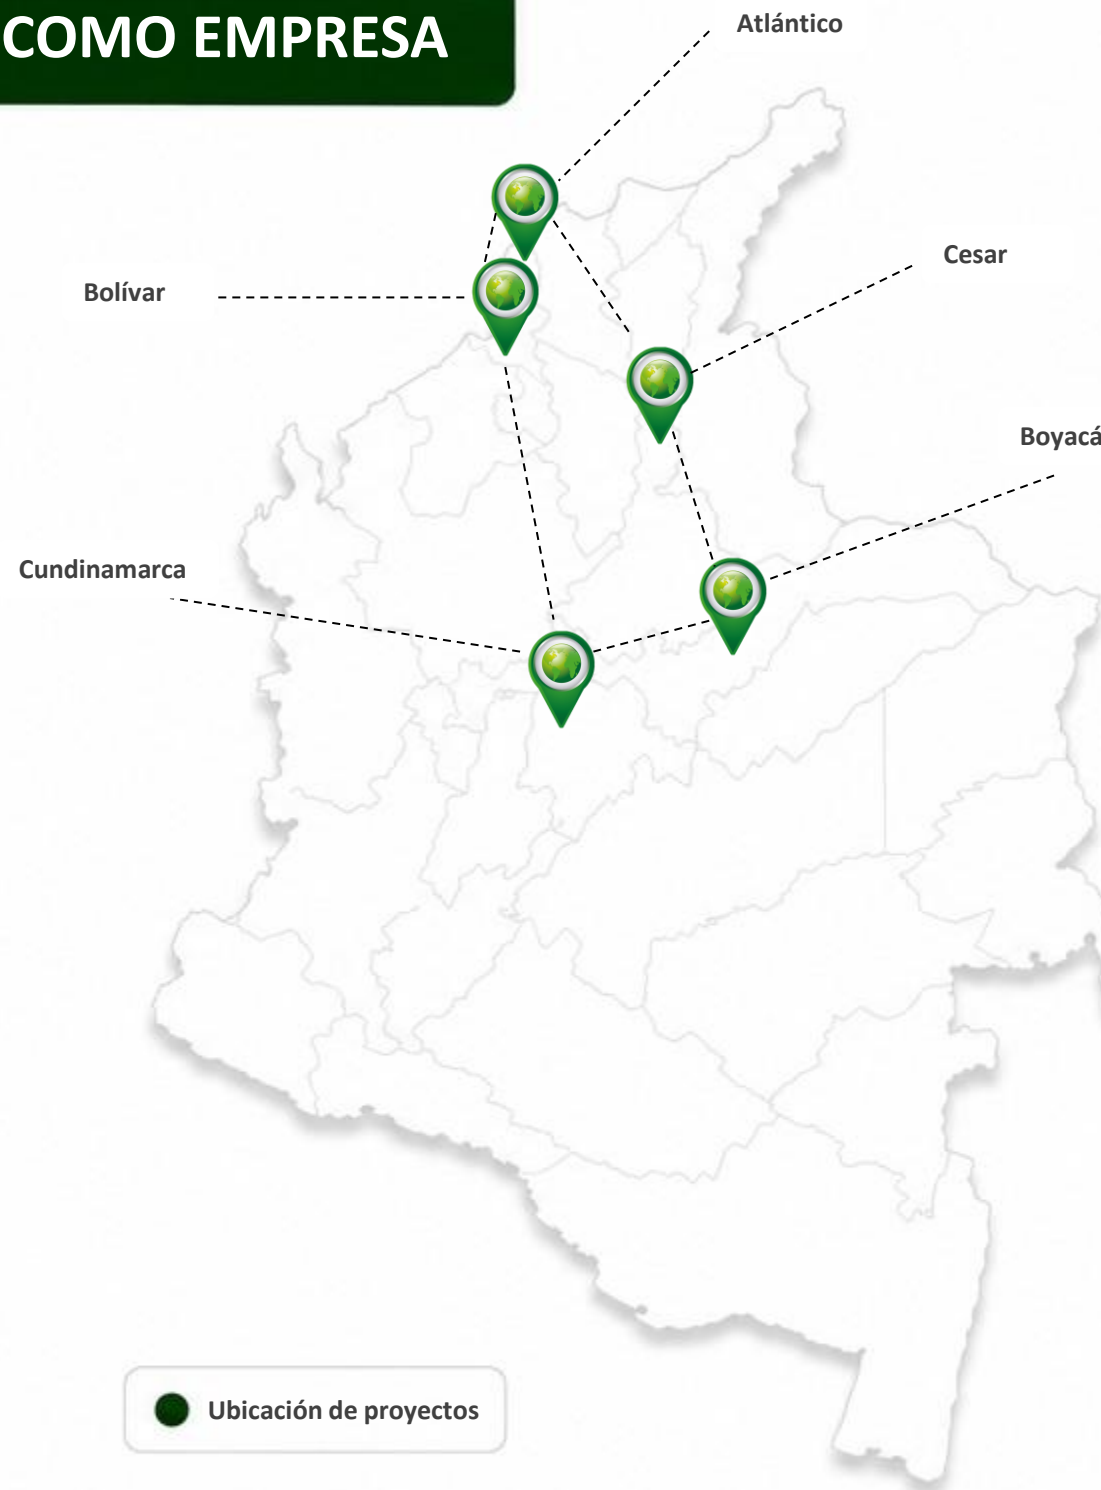 COMO EMPRESA
Atlántico
Cesar
Bolívar
Boyacá
Cundinamarca
Ubicación de proyectos